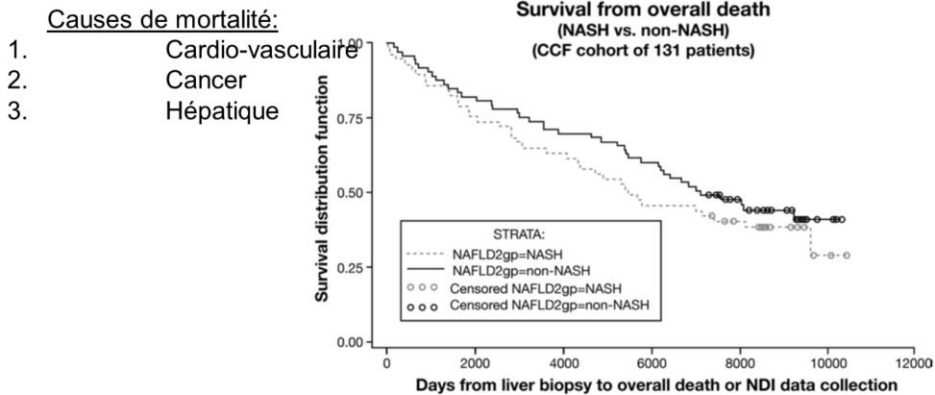 Causes de mortalité:
1. Cardio-vasculaire
2. Cancer
3. Hépatique
Survival from overall death
(NASH vs. non-NASH)
(CCF cohort of 131 patients)
Survival distribution function
1.00
0.75
0.50
0.25
0.00
STRATA:
NAFLD2gp=NASH
NAFLD2gp=non-NASH
Censored NAFLD2gp=NASH
Censored NAFLD2gp=non-NASH
0 2000 4000 6000 8000 10000 12000
Days from liver biopsy to overall death or NDI data collection